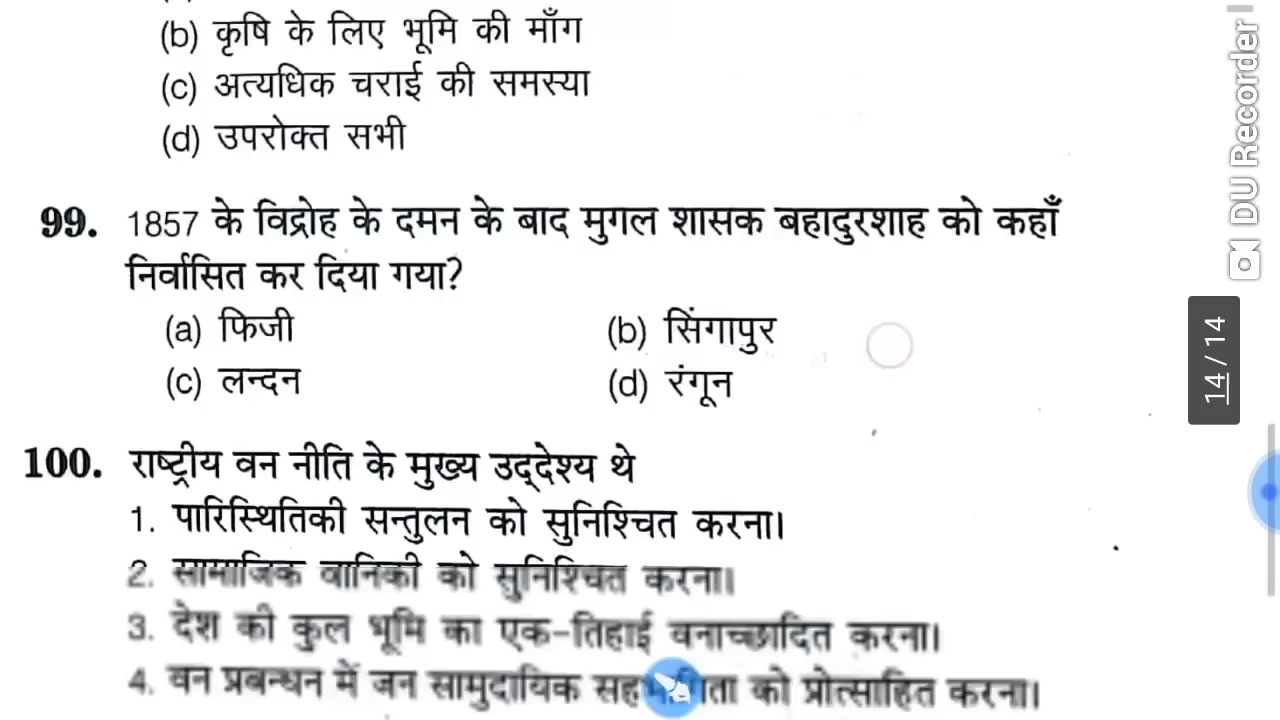 (b) कृषि के लिए भूमि की माँग
(c) अत्यधिक चराई की समस्या
(d) उपरोक्त सभी
99. 1857 के विद्रोह के दमन के बाद मुगल शासक बहादुरशाह को कहाँ
निर्वासित कर दिया गया?
(a) फिजी (b) सिंगापुर
(c) लन्दन (d) रंगून
100. राष्ट्रीय वन नीति के मुख्य उद्देश्य थे
1. पारिस्थितिकी सन्तुलन को सुनिश्चित करना।
2. सामाजिक वानिकी को सुनिश्चित करना।
3. देश की कुल भूमि का एक-तिहाई वनाच्छादित करना।
4. वन प्रबन्धन में जन सामुदायिक सहभागिता को प्रोत्साहित करना।
DU Recorder
14 / 14